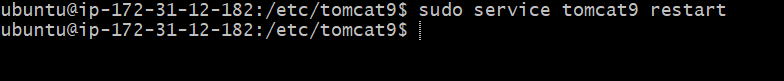 ubuntu@ip-172-31-12-182:/etc/tomcat9$ sudo service tomcat9 restart
ubuntu@ip-172-31-12-182:/etc/tomcat9$